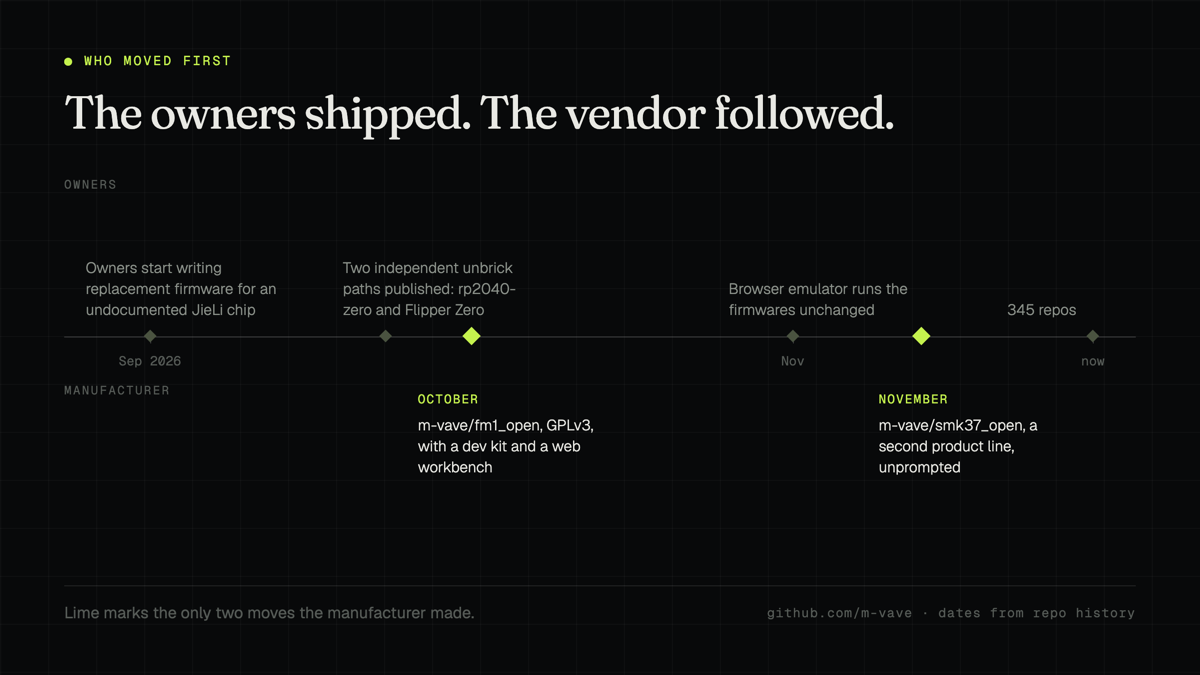 WHO MOVED FIRST
The owners shipped. The vendor followed.
OWNERS
Owners start writing
replacement firmware for an
undocumented JieLi chip
Two independent unbrick
paths published: rp2040-
zero and Flipper Zero
Browser emulator runs the
firmwares unchanged
345 repos
Sep 2026
Nov
now
MANUFACTURER
OCTOBER
m-vave/fm1_open, GPLv3,
with a dev kit and a web
workbench
NOVEMBER
m-vave/smk37_open, a
second product line,
unprompted
Lime marks the only two moves the manufacturer made.
github.com/m-vave · dates from repo history